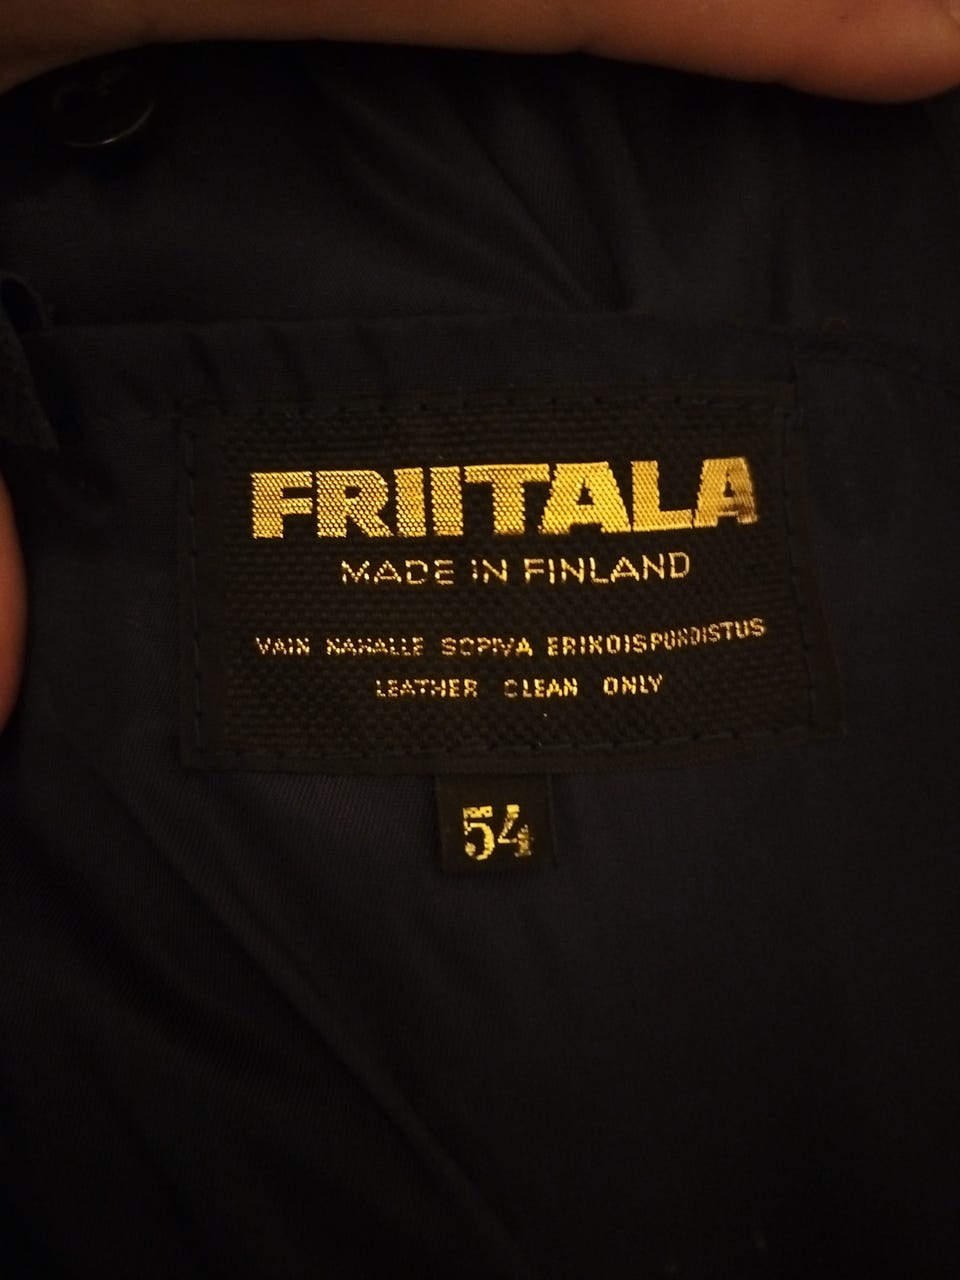 FRIITALA
MADE IN FINLAND
VAIN NAHALLE SOPIVA ERIKOISPUHDISTUS
LEATHER CLEAN ONLY
54